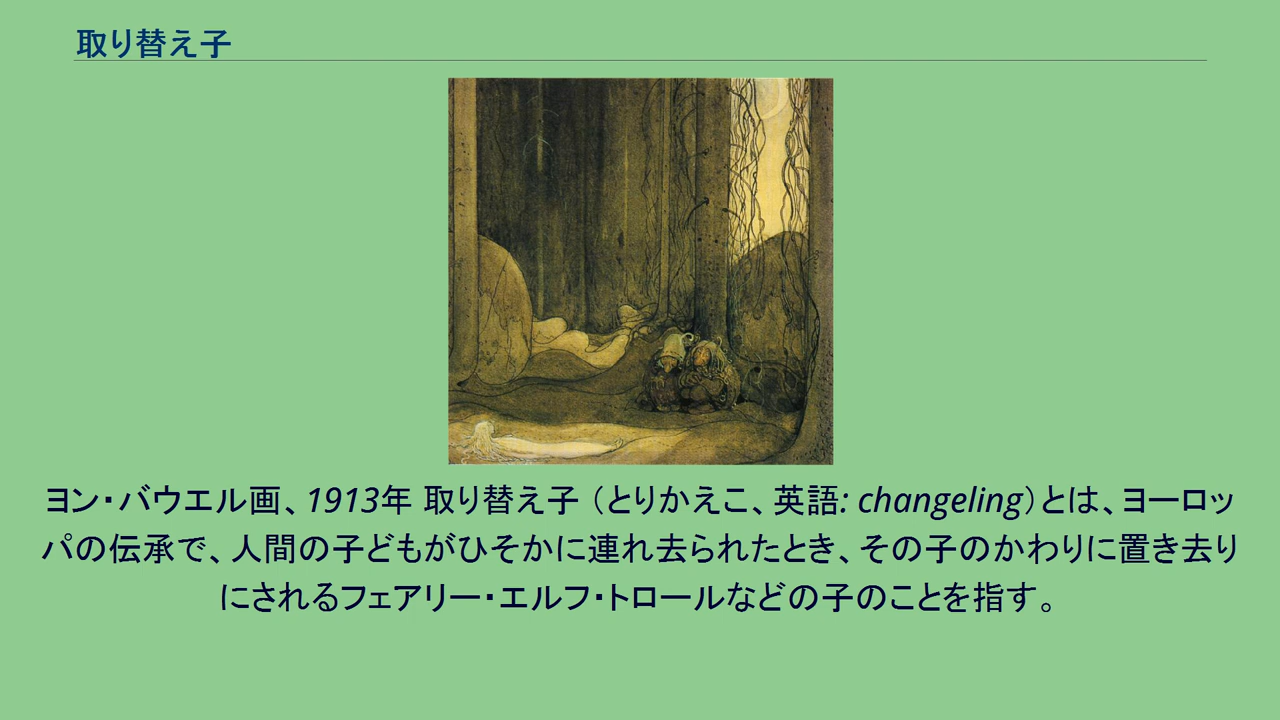 取り替え子
ヨン・バウエル画、1913年 取り替え子 （とりかえこ、英語: changeling）とは、ヨーロッ
パの伝承で、人間の子どもがひそかに連れ去られたとき、その子のかわりに置き去り
にされるフェアリー・エルフ・トロールなどの子のことを指す。